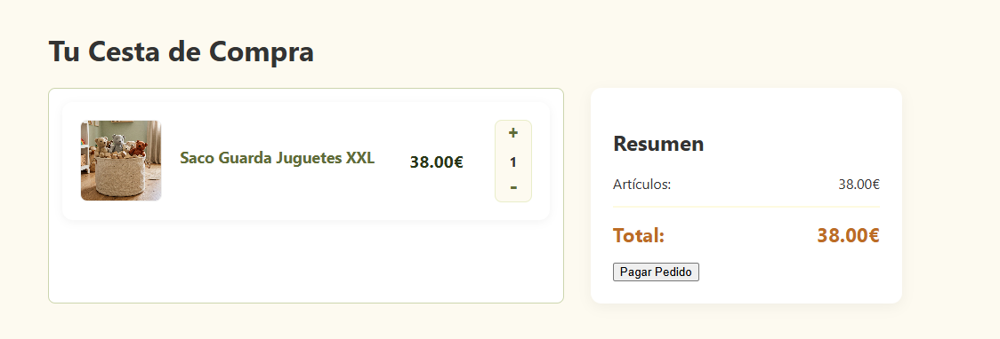 Tu Cesta de Compra
Saco Guarda Juguetes XXL
38.00€
+
1
-
Resumen
Artículos: 38.00€
Total: 38.00€
Pagar Pedido